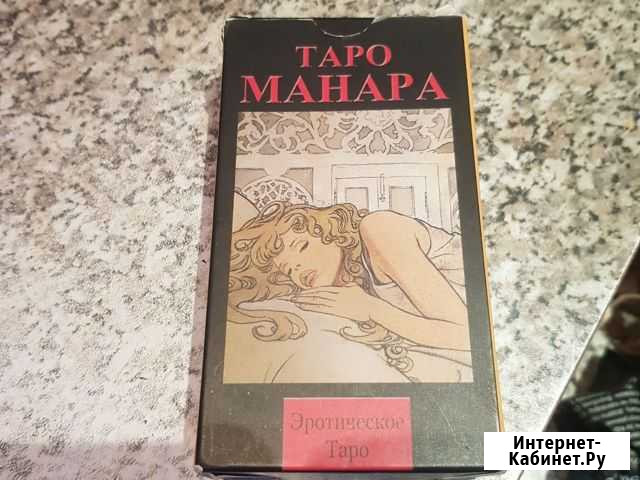 ТАРО
МАНАРА
Эротическое
Таро
Интернет-
Кабинет.Ру